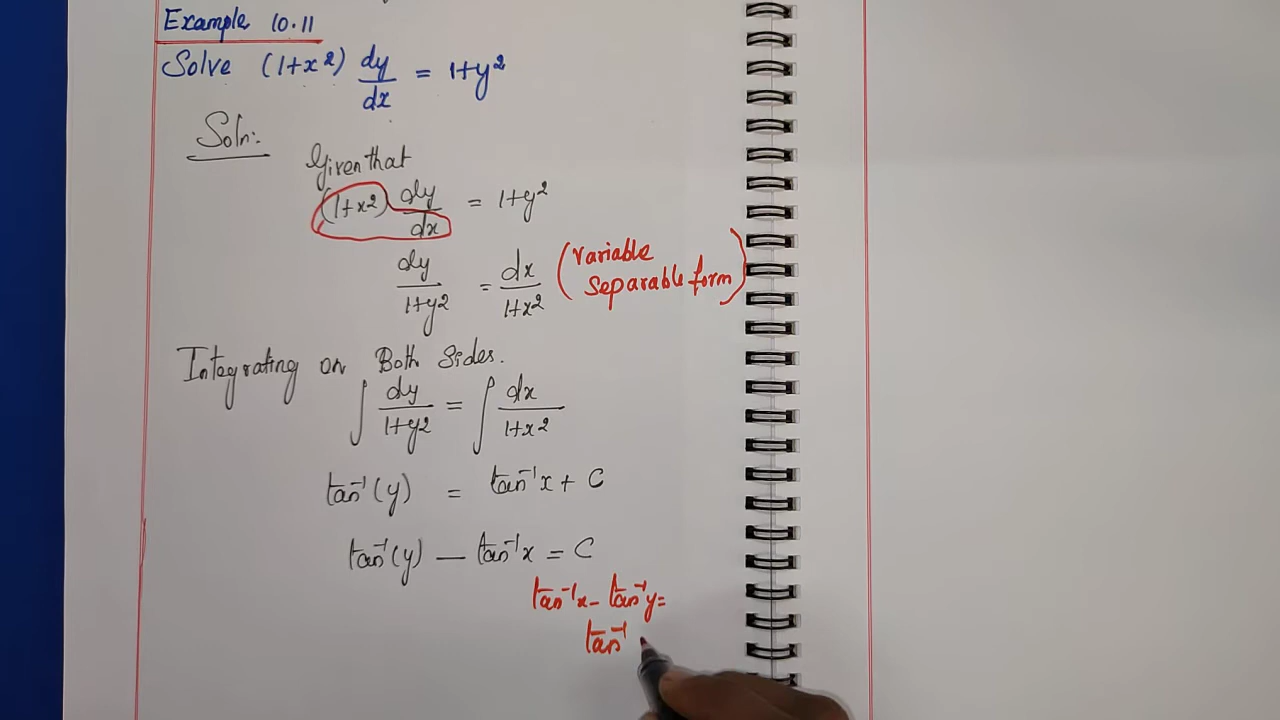 Example 10.11
Solve (1+x²) dy/dx = 1+y²
Soln:
Given that
(1+x²) dy/dx = 1+y²
dy/1+y² = dx/1+x² (variable separable form)
Integrating on Both Sides.
∫ dy/1+y² = ∫ dx/1+x²
tan⁻¹(y) = tan⁻¹x + C
tan⁻¹(y) — tan⁻¹x = C
tan⁻¹x - tan⁻¹y =
tan⁻¹